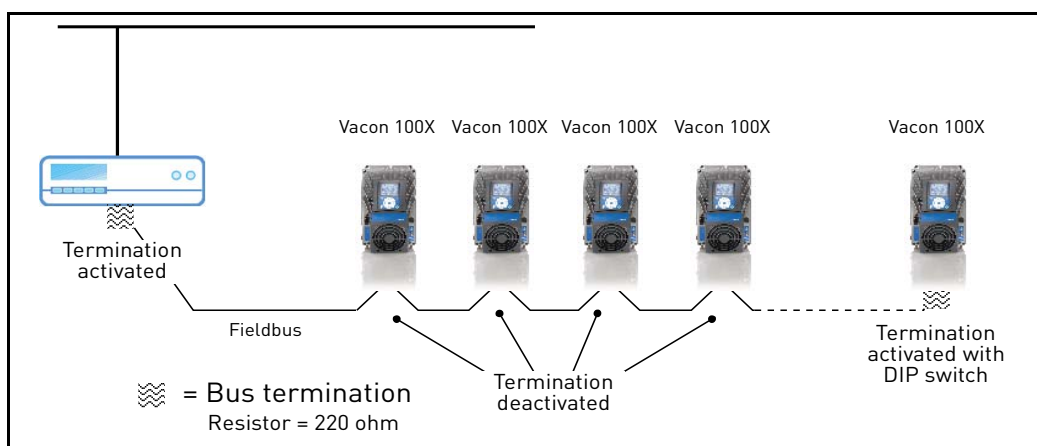 Vacon 100X Vacon 100X Vacon 100X Vacon 100X Vacon 100X
Termination
activated
Fieldbus
Termination
deactivated
Termination
activated with
DIP switch
= Bus termination
Resistor = 220 ohm